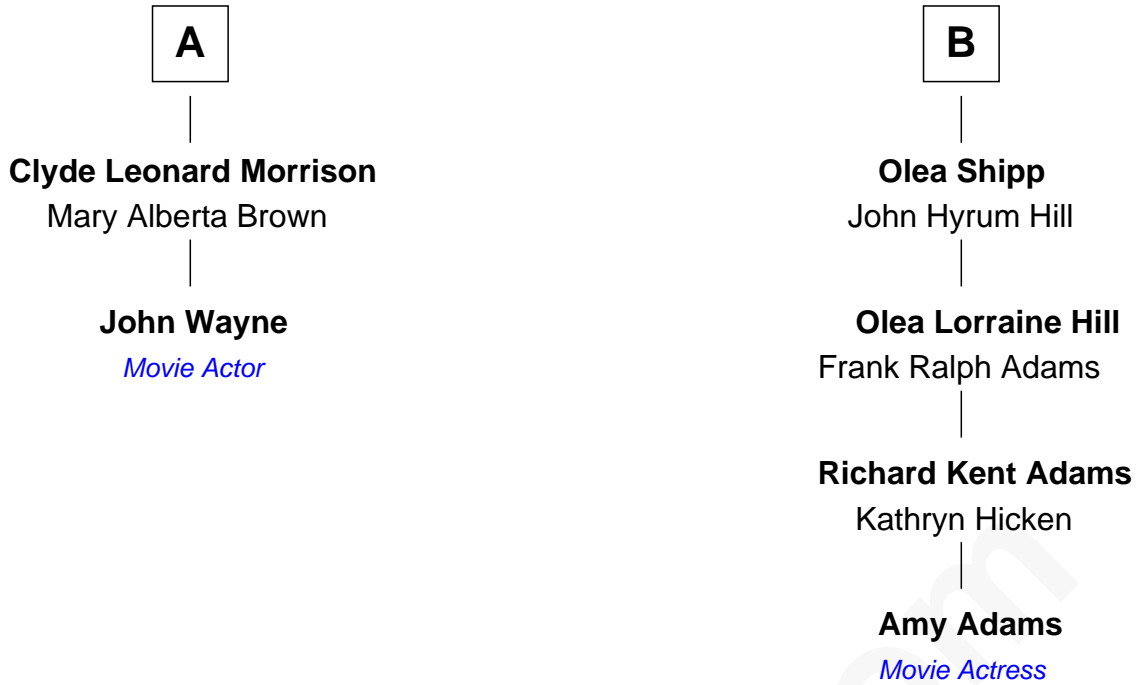 A
Clyde Leonard Morrison
Mary Alberta Brown
John Wayne
Movie Actor
B
Olea Shipp
John Hyrum Hill
Olea Lorraine Hill
Frank Ralph Adams
Richard Kent Adams
Kathryn Hicken
Amy Adams
Movie Actress